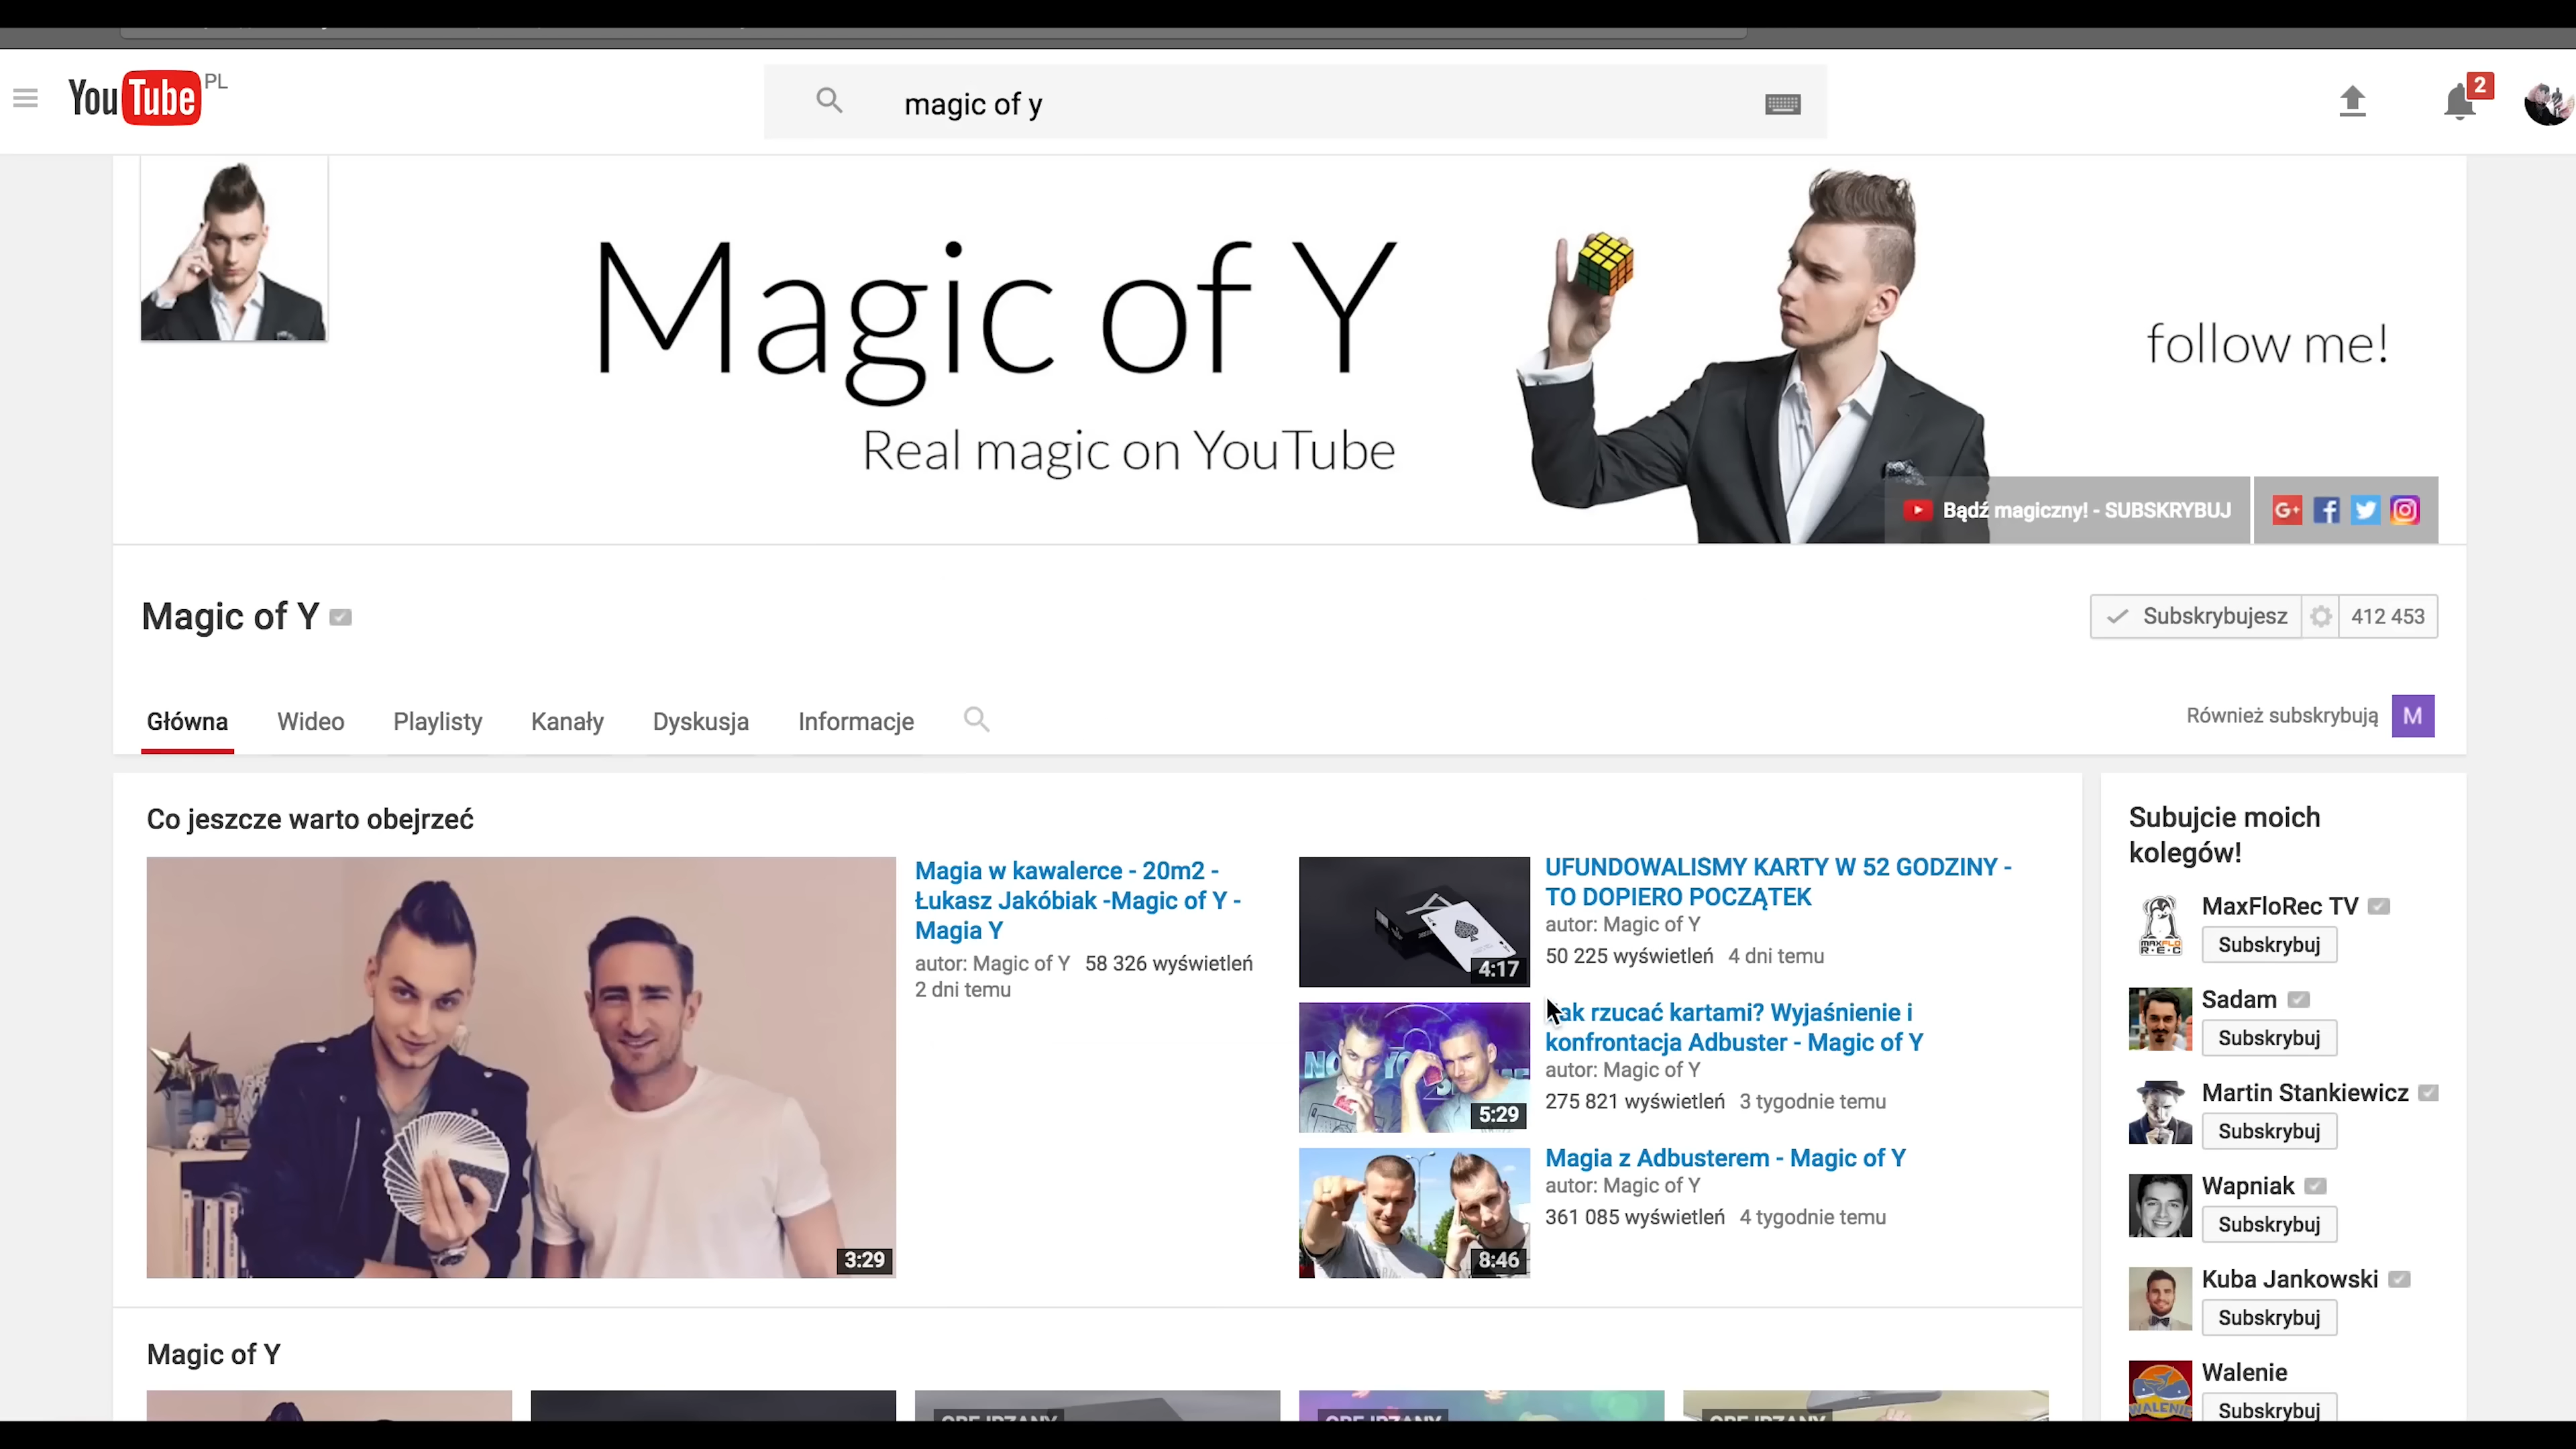 YouTube PL
magic of y
2
Magic of Y
Real magic on YouTube
follow me!
Bądź magiczny! - SUBSKRYBUJ
Magic of Y
Subskrybujesz
412 453
Główna
Wideo
Playlisty
Kanały
Dyskusja
Informacje
Również subskrybują
M
Co jeszcze warto obejrzeć
3:29
Magia w kawalerce - 20m2 -
Łukasz Jakóbiak -Magic of Y -
Magia Y
autor: Magic of Y 58 326 wyświetleń
2 dni temu
4:17
UFUNDOWALISMY KARTY W 52 GODZINY -
TO DOPIERO POCZĄTEK
autor: Magic of Y
50 225 wyświetleń 4 dni temu
5:29
Jak rzucać kartami? Wyjaśnienie i
konfrontacja Adbuster - Magic of Y
autor: Magic of Y
275 821 wyświetleń 3 tygodnie temu
8:46
Magia z Adbusterem - Magic of Y
autor: Magic of Y
361 085 wyświetleń 4 tygodnie temu
Subujcie moich
kolegów!
MaxFloRec TV
Subskrybuj
Sadam
Subskrybuj
Martin Stankiewicz
Subskrybuj
Wapniak
Subskrybuj
Kuba Jankowski
Subskrybuj
Walenie
Subskrybuj
Magic of Y